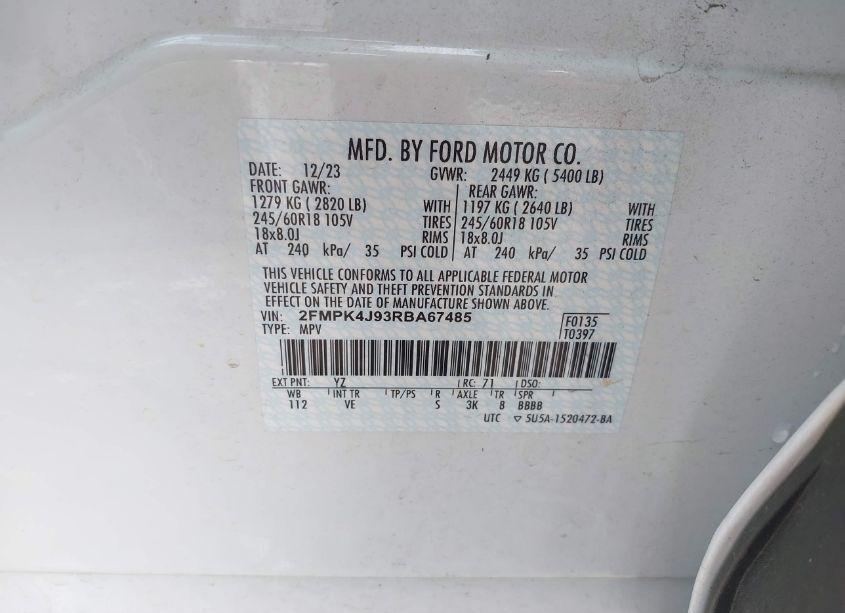 MFD. BY FORD MOTOR CO.
DATE: 12/23 GVWR: 2449 KG ( 5400 LB)
FRONT GAWR: REAR GAWR:
1279 KG ( 2820 LB) WITH 1197 KG ( 2640 LB) WITH
245/60R18 105V TIRES 245/60R18 105V TIRES
18x8.0J RIMS 18x8.0J RIMS
AT 240 kPa/ 35 PSI COLD AT 240 kPa/ 35 PSI COLD
THIS VEHICLE CONFORMS TO ALL APPLICABLE FEDERAL MOTOR
VEHICLE SAFETY AND THEFT PREVENTION STANDARDS IN
EFFECT ON THE DATE OF MANUFACTURE SHOWN ABOVE.
VIN: 2FMPK4J93RBA67485 F0135
TYPE: MPV T0397
EXT PNT: YZ RC: 71 DSO:
WB INT TR TP/PS R AXLE TR SPR
112 VE S 3K 8 BBBB
UTC ▽ 5U5A-1520472-BA